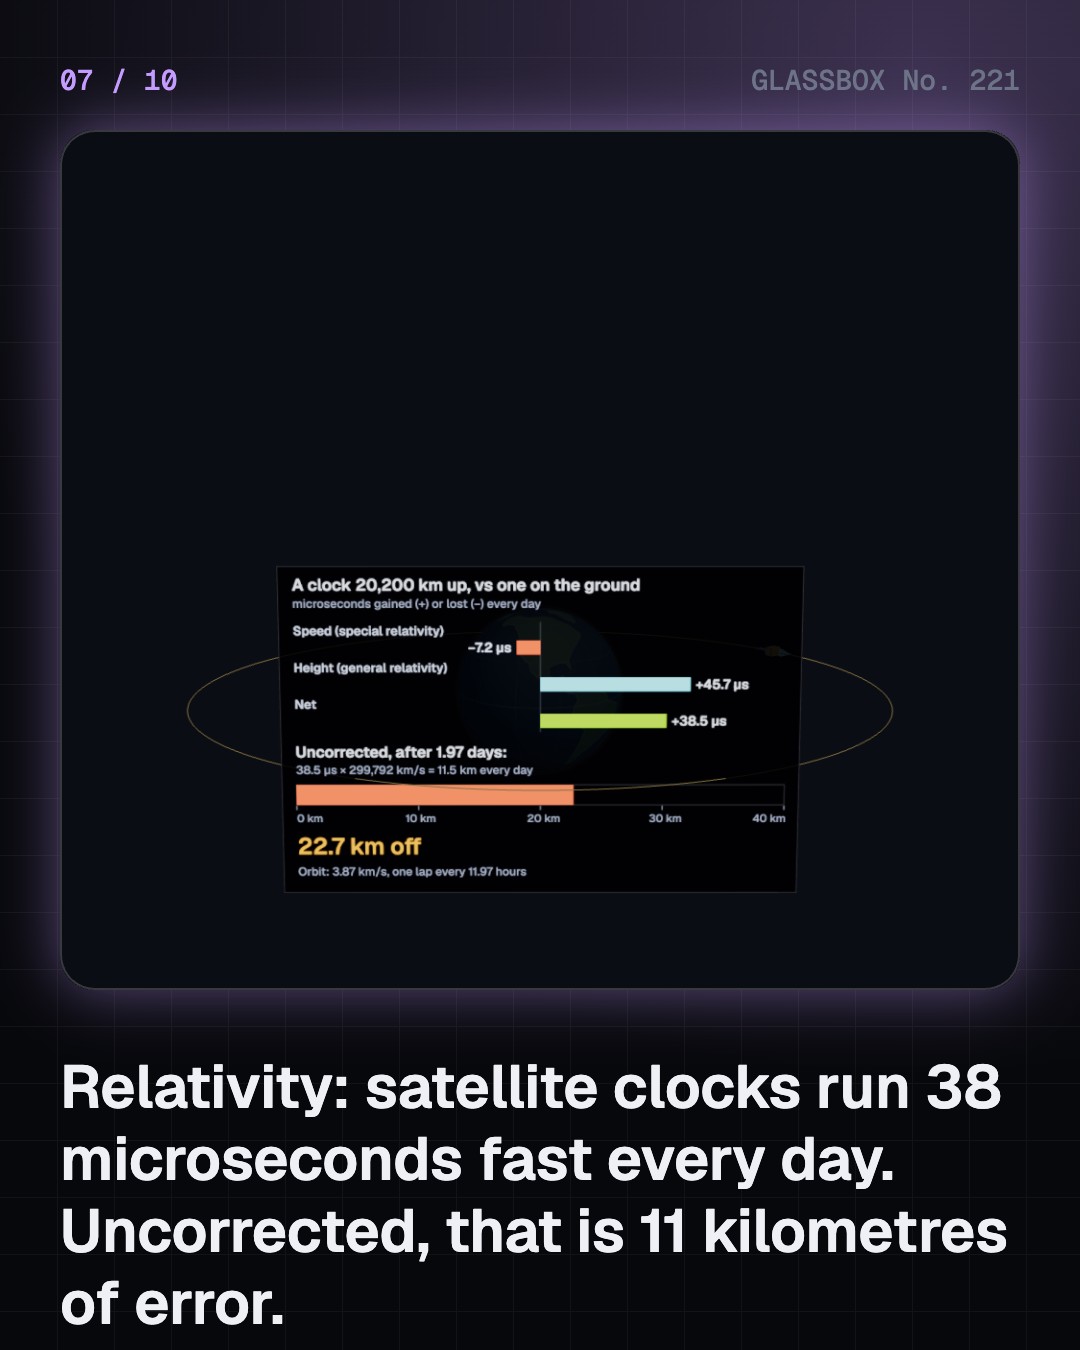 07 / 10
GLASSBOX No. 221
A clock 20,200 km up, vs one on the ground
microseconds gained (+) or lost (−) every day
Speed (special relativity)
−7.2 µs
Height (general relativity)
+45.7 µs
Net
+38.5 µs
Uncorrected, after 1.97 days:
38.5 µs × 299,792 km/s = 11.5 km every day
0 km 10 km 20 km 30 km 40 km
22.7 km off
Orbit: 3.87 km/s, one lap every 11.97 hours
Relativity: satellite clocks run 38
microseconds fast every day.
Uncorrected, that is 11 kilometres
of error.